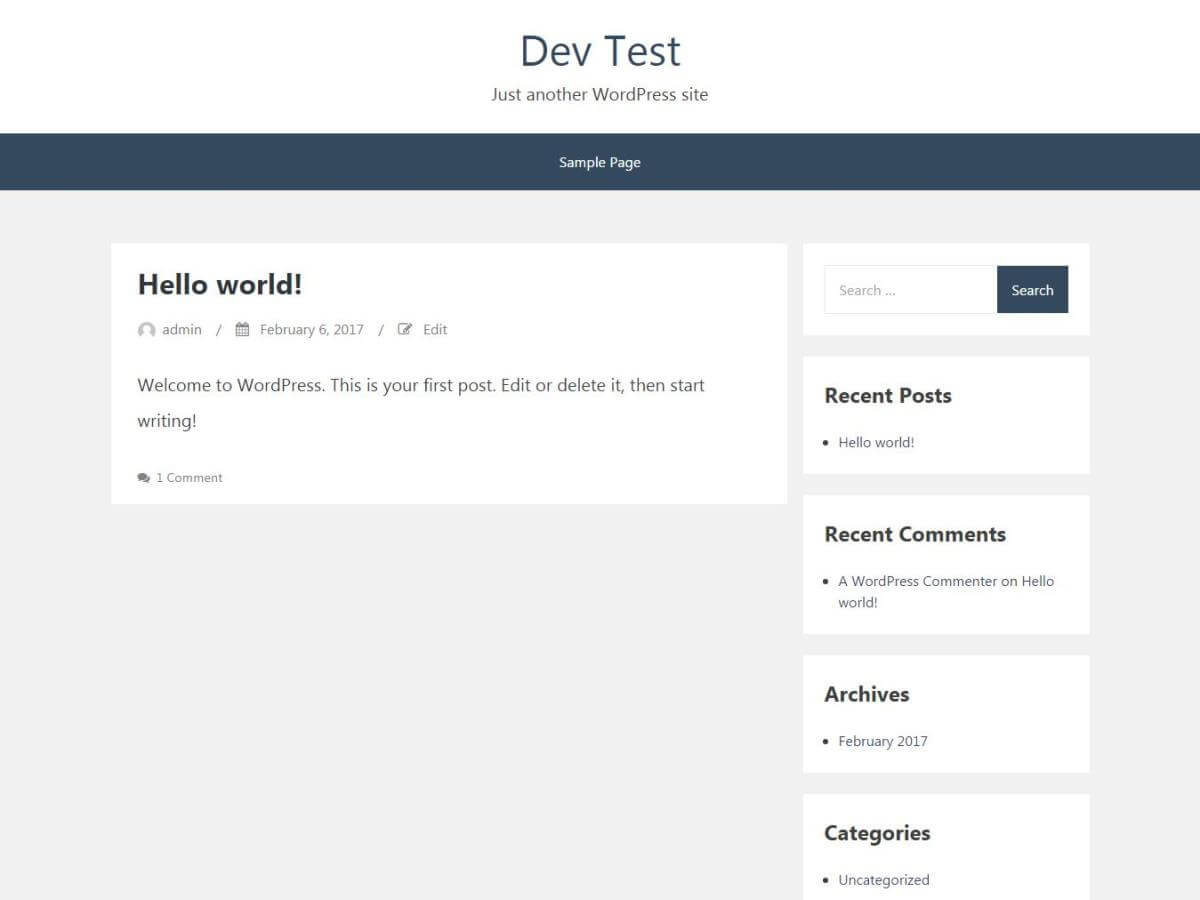 Dev Test
Just another WordPress site
Sample Page
Hello world!
admin / February 6, 2017 / Edit
Welcome to WordPress. This is your first post. Edit or delete it, then start
writing!
1 Comment
Search ...
Search
Recent Posts
Hello world!
Recent Comments
A WordPress Commenter on Hello
world!
Archives
February 2017
Categories
Uncategorized